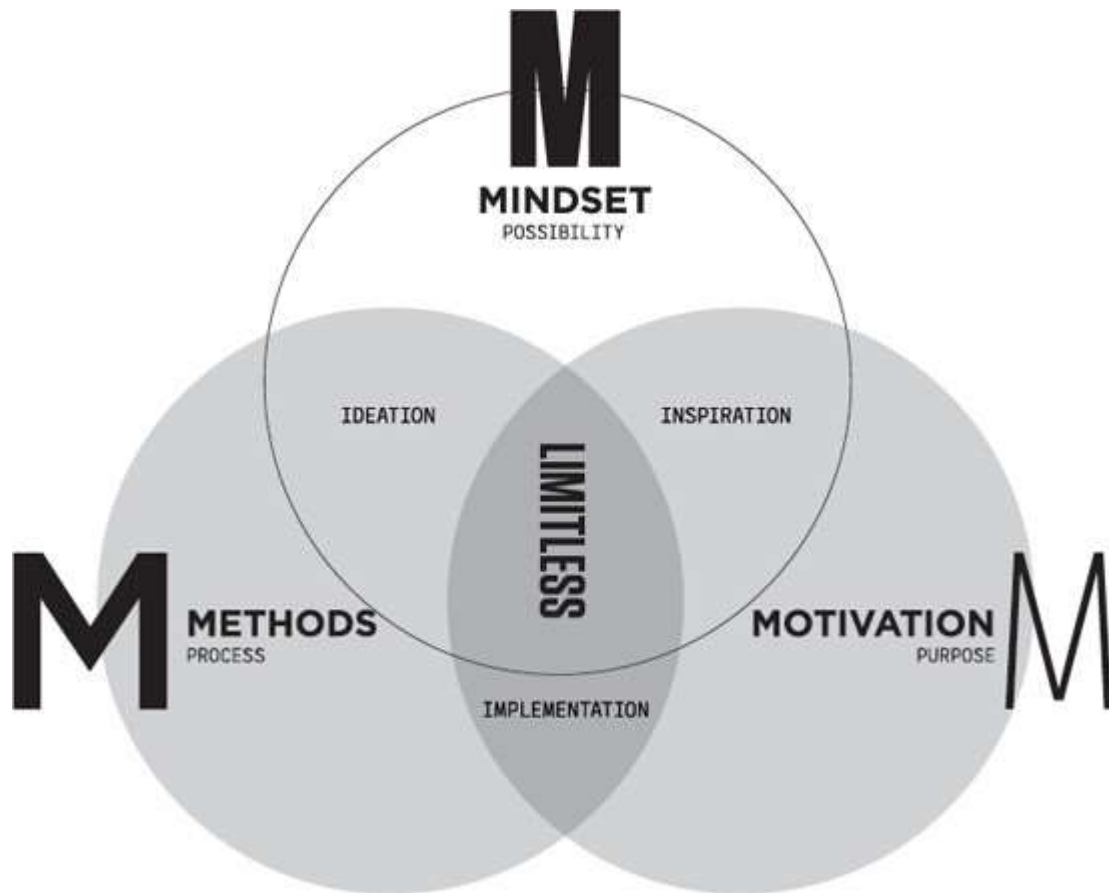 M
MINDSET
POSSIBILITY
IDEATION
INSPIRATION
LIMITLESS
M
METHODS
PROCESS
MOTIVATION
PURPOSE
M
IMPLEMENTATION